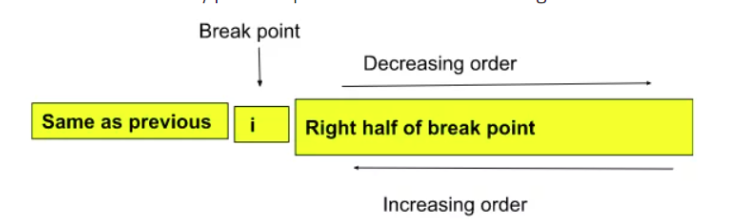 Break point
Decreasing order
Same as previous
i
Right half of break point
Increasing order